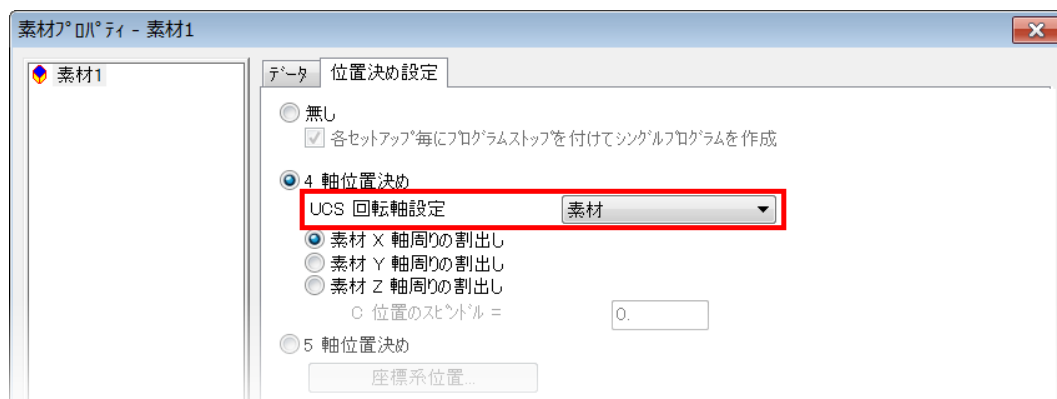 素材ﾌﾟﾛﾊﾟﾃｨ - 素材1
素材1
ﾃﾞｰﾀ 位置決め設定
無し
各ｾｯﾄｱｯﾌﾟ毎にﾌﾟﾛｸﾞﾗﾑｽﾄｯﾌﾟを付けてｼﾝｸﾞﾙﾌﾟﾛｸﾞﾗﾑを作成
4 軸位置決め
UCS 回転軸設定 素材
素材 X 軸周りの割出し
素材 Y 軸周りの割出し
素材 Z 軸周りの割出し
C 位置のｽﾋﾟﾝﾄﾞﾙ = 0.
5 軸位置決め
座標系位置...